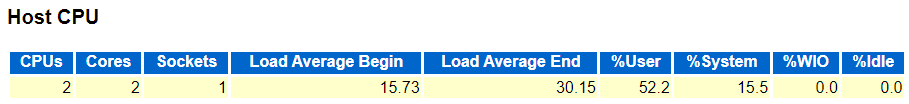 Host CPU
CPUs Cores Sockets Load Average Begin Load Average End %User %System %WIO %Idle
2 2 1 15.73 30.15 52.2 15.5 0.0 0.0